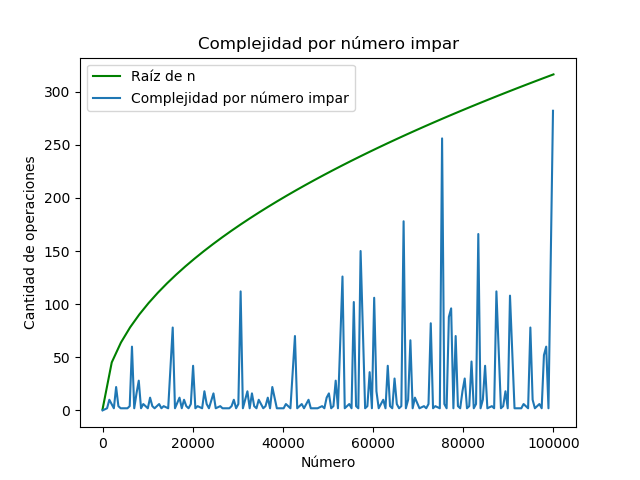 Complejidad por número impar
Raíz de n
Complejidad por número impar
Cantidad de operaciones
300
250
200
150
100
50
0
0 20000 40000 60000 80000 100000
Número